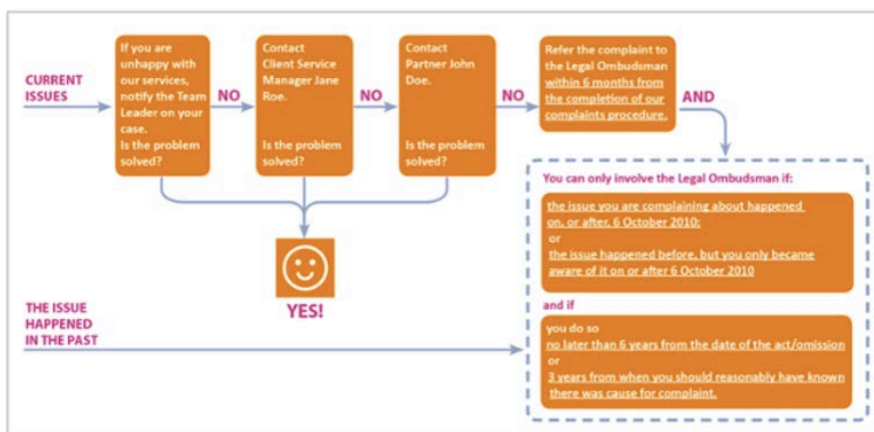 CURRENT
ISSUES
If you are
unhappy with
our services,
notify the Team
Leader on your
case.
Is the problem
solved?
NO
Contact
Client Service
Manager Jane
Roe.
Is the problem
solved?
NO
Contact
Partner John
Doe.
Is the problem
solved?
NO
Refer the complaint to
the Legal Ombudsman
within 6 months from
the completion of our
complaints procedure.
AND
YES!
You can only involve the Legal Ombudsman if:
the issue you are complaining about happened
on, or after, 6 October 2010;
or
the issue happened before, but you only became
aware of it on or after 6 October 2010
and if
you do so
no later than 6 years from the date of the act/omission
or
3 years from when you should reasonably have known
there was cause for complaint.
THE ISSUE
HAPPENED
IN THE PAST